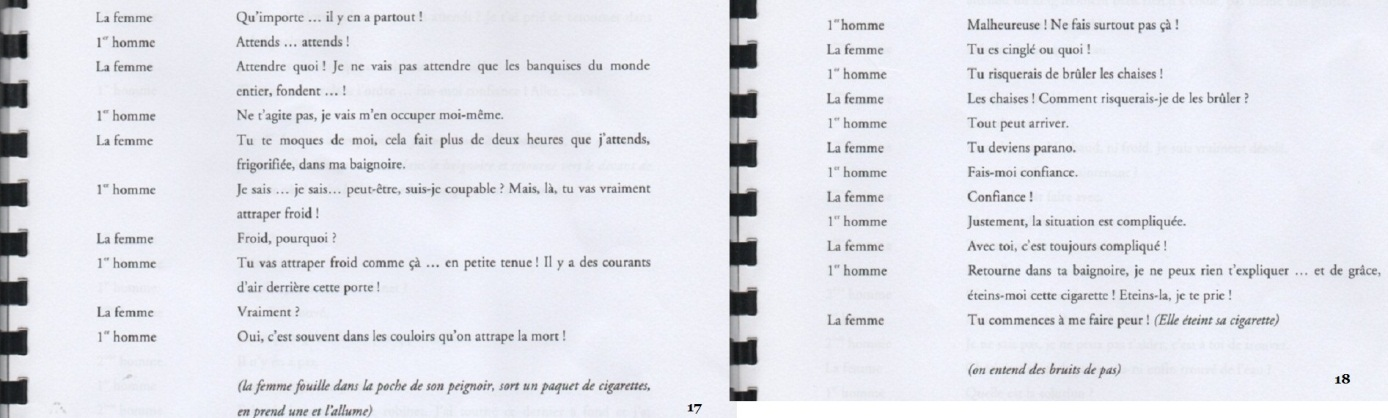 La femme Qu'importe … il y en a partout !
1er homme Attends … attends !
La femme Attendre quoi ! Je ne vais pas attendre que les banquises du monde
entier, fondent … !
1er homme Ne t'agite pas, je vais m'en occuper moi-même.
La femme Tu te moques de moi, cela fait plus de deux heures que j'attends,
frigorifiée, dans ma baignoire.
1er homme Je sais … je sais… peut-être, suis-je coupable ? Mais, là, tu vas vraiment
attraper froid !
La femme Froid, pourquoi ?
1er homme Tu vas attraper froid comme çà … en petite tenue ! Il y a des courants
d'air derrière cette porte !
La femme Vraiment ?
1er homme Oui, c'est souvent dans les couloirs qu'on attrape la mort !
(la femme fouille dans la poche de son peignoir, sort un paquet de cigarettes,
en prend une et l'allume)
17
1er homme Malheureuse ! Ne fais surtout pas çà !
La femme Tu es cinglé ou quoi !
1er homme Tu risquerais de brûler les chaises !
La femme Les chaises ! Comment risquerais-je de les brûler ?
1er homme Tout peut arriver.
La femme Tu deviens parano.
1er homme Fais-moi confiance.
La femme Confiance !
1er homme Justement, la situation est compliquée.
La femme Avec toi, c'est toujours compliqué !
1er homme Retourne dans ta baignoire, je ne peux rien t'expliquer … et de grâce,
éteins-moi cette cigarette ! Eteins-la, je te prie !
La femme Tu commences à me faire peur ! (Elle éteint sa cigarette)
(on entend des bruits de pas)
18